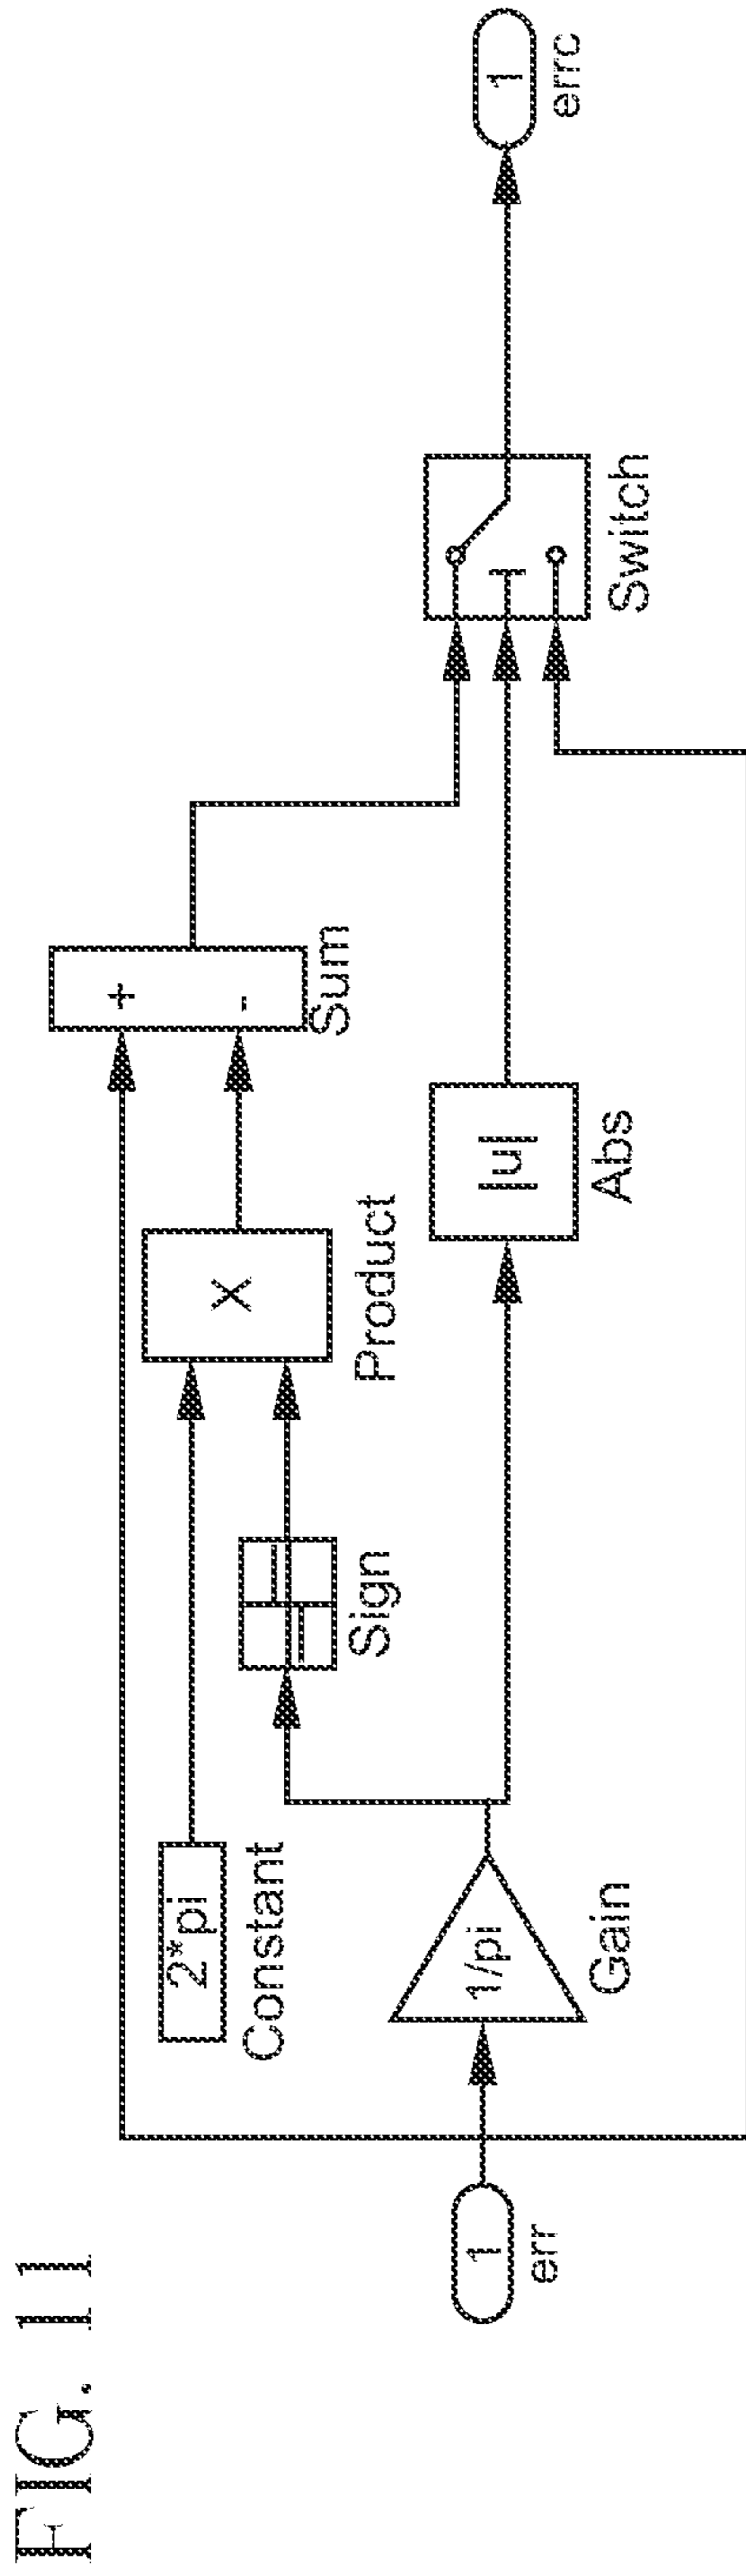 FIG. 11
2*pi
Constant
Sign
X
Product
+
-
Sum
1
err
1/pi
Gain
|u|
Abs
Switch
1
errc